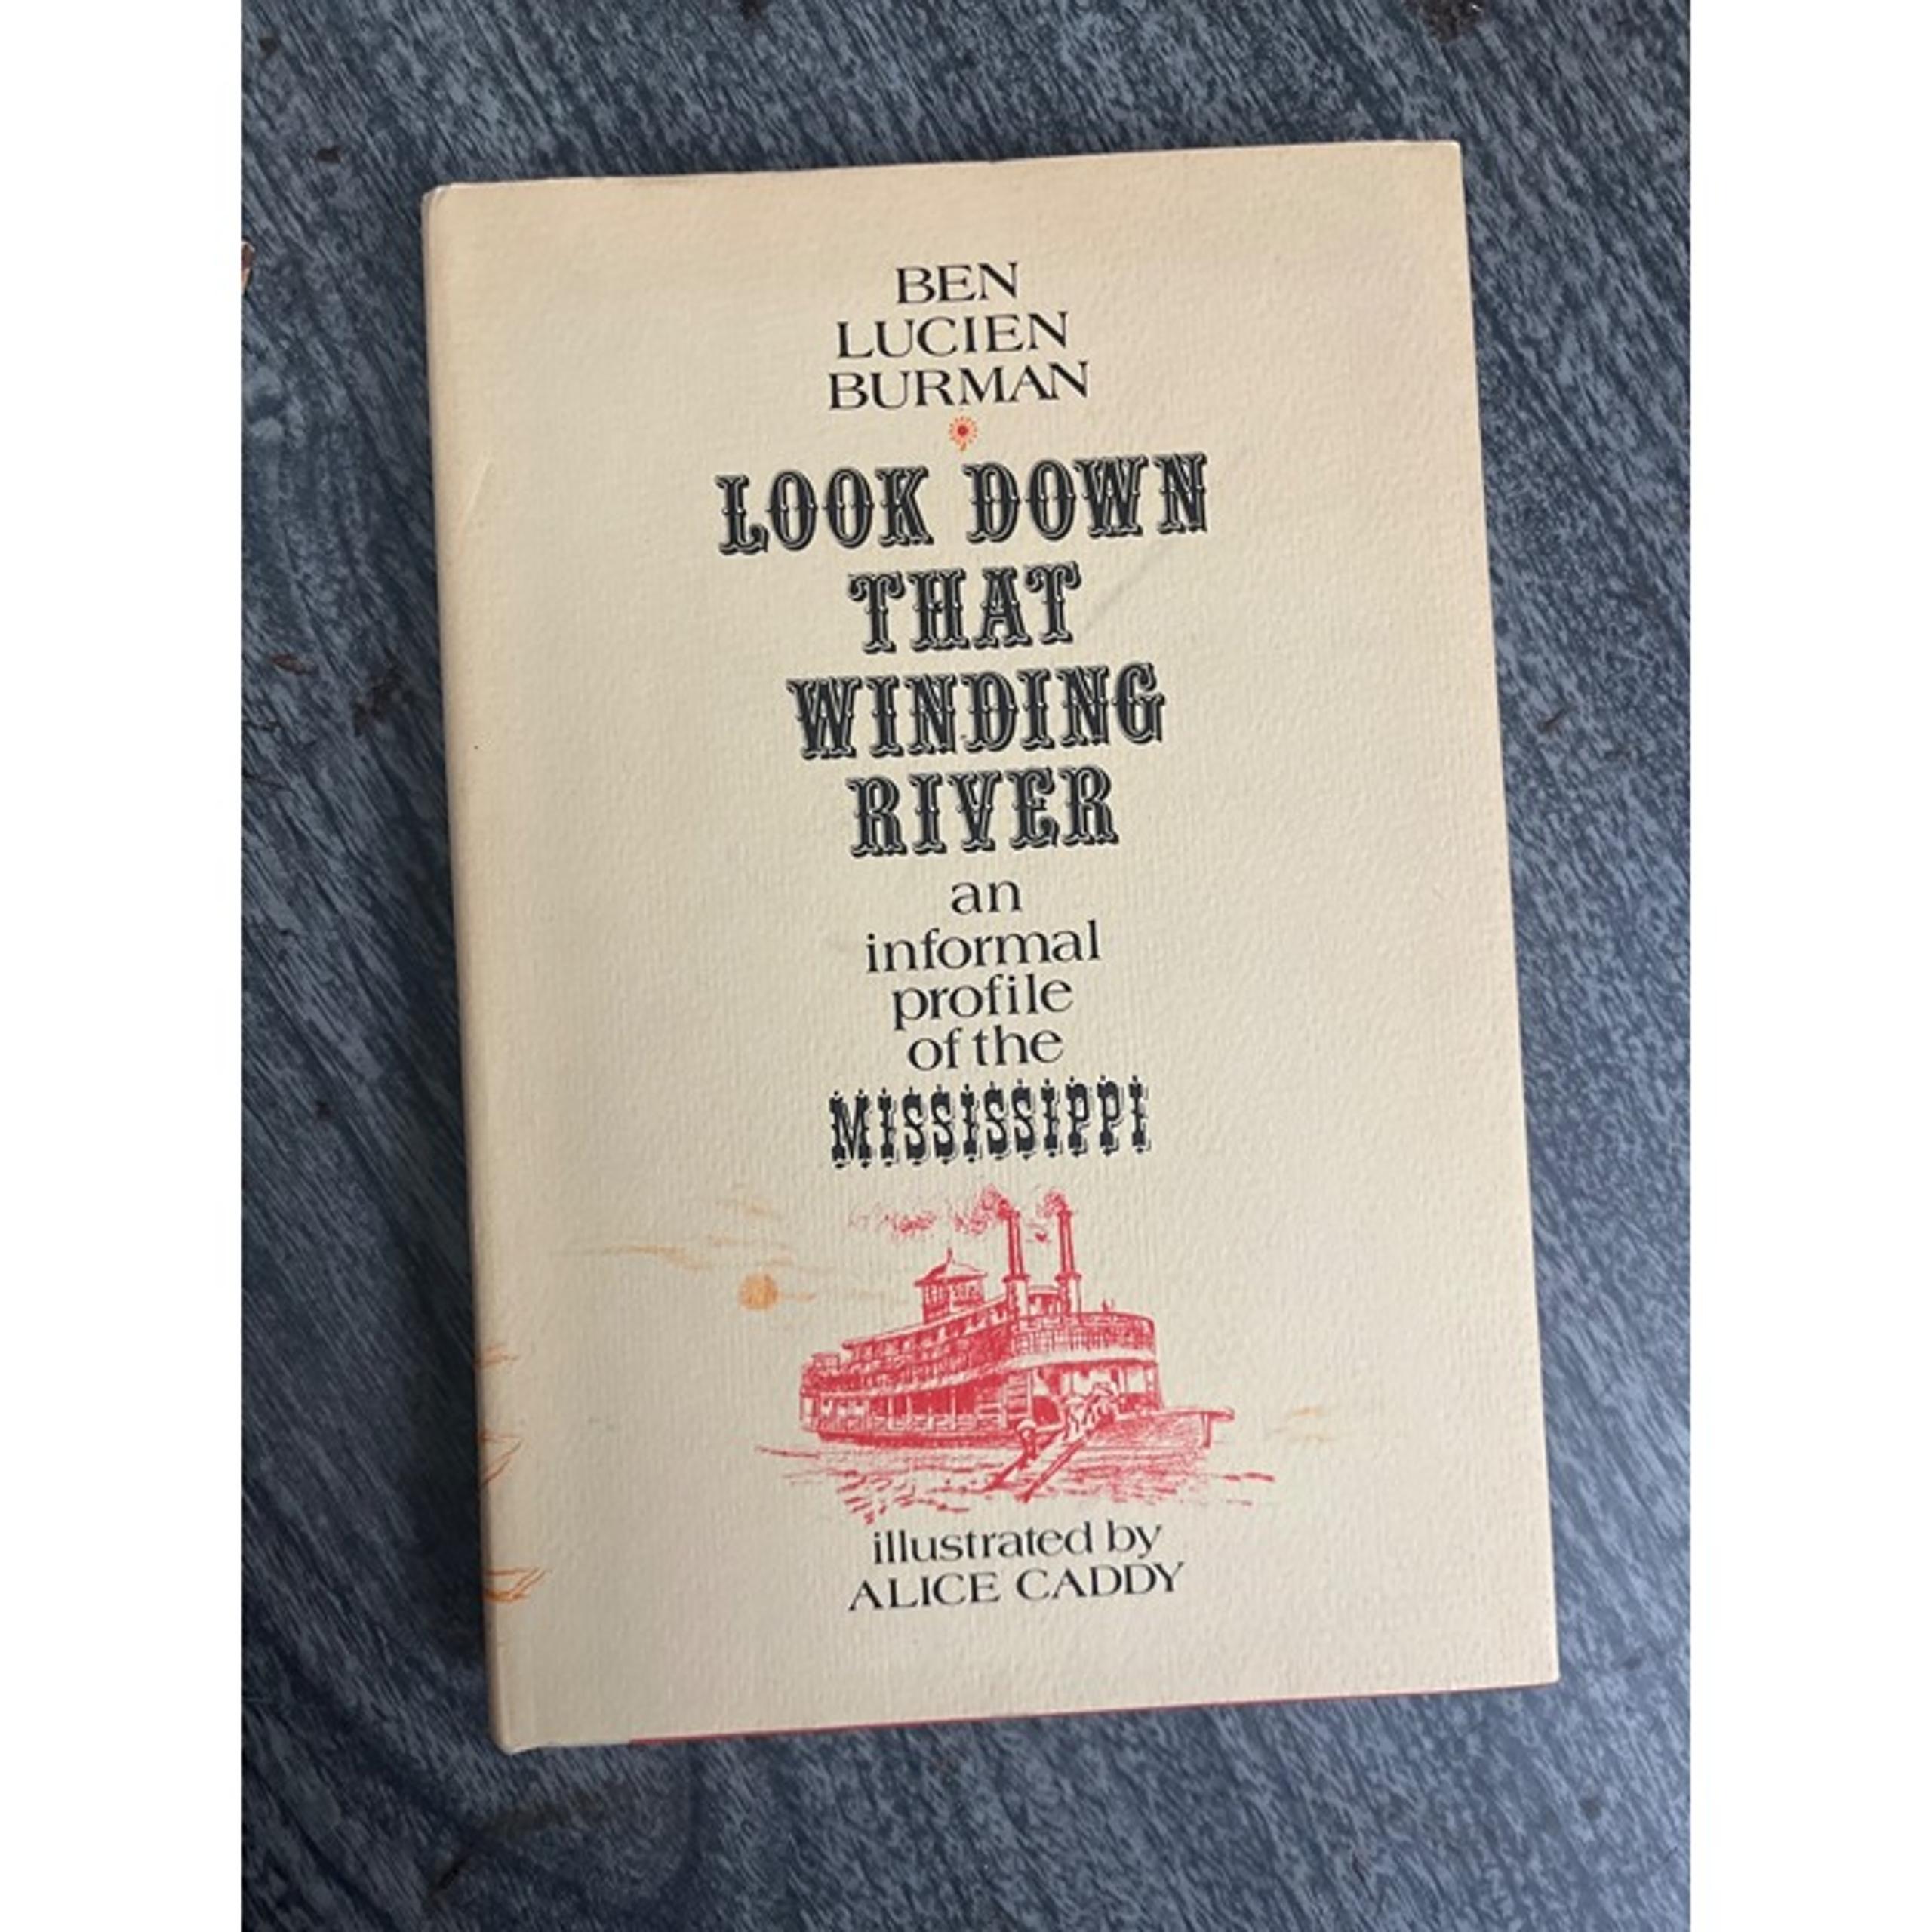 BEN
LUCIEN
BURMAN
LOOK DOWN
THAT
WINDING
RIVER
an
informal
profile
of the
MISSISSIPPI
illustrated by
ALICE CADDY